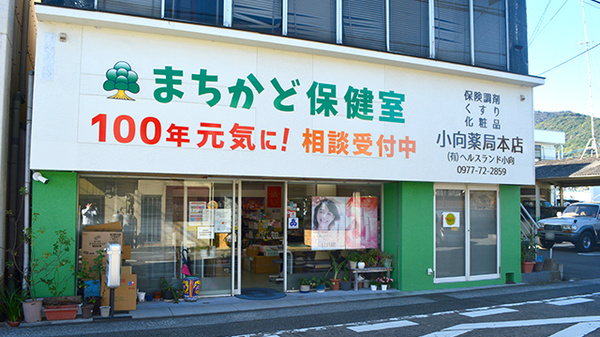 まちかど保健室
100年元気に! 相談受付中
保険調剤
くすり
化粧品
小向薬局本店
(有)ヘルスランド小向
0977-72-2859